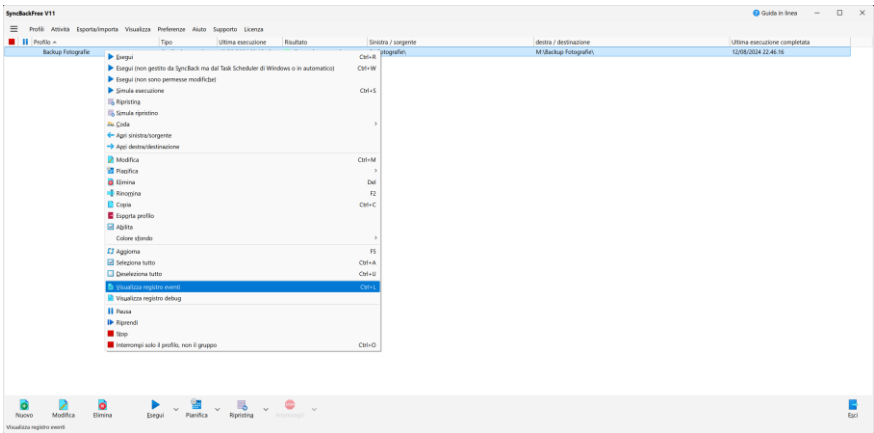 SyncBackFree V11
Guida in linea
Profili Attività Esporta/importa Visualizza Preferenze Aiuto Supporto Licenza
Profilo Tipo Ultima esecuzione Risultato Sinistra / sorgente destra / destinazione Ultima esecuzione completata
Backup Fotografie M:\Backup Fotografie\ 12/08/2024 22.46.16
Esegui Ctrl+R
Esegui (non gestito da SyncBack ma dal Task Scheduler di Windows o in automatico) Ctrl+W
Esegui (non sono permesse modifiche)
Simula esecuzione Ctrl+S
Ripristina
Simula ripristino
Coda
Apri sinistra/sorgente
Apri destra/destinazione
Modifica Ctrl+M
Pianifica
Elimina Del
Rinomina F2
Copia Ctrl+C
Esporta profilo
Abilita
Colore sfondo
Aggiorna F5
Seleziona tutto Ctrl+A
Deseleziona tutto Ctrl+U
Visualizza registro eventi Ctrl+L
Visualizza registro debug
Pausa
Riprendi
Stop
Interrompi solo il profilo, non il gruppo Ctrl+O
Nuovo Modifica Elimina Esegui Pianifica Ripristina Interrompi Esci
Visualizza registro eventi